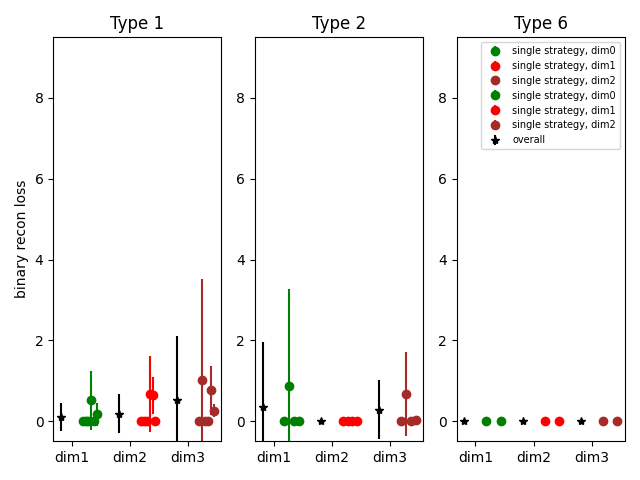 Type 1
Type 2
Type 6
binary recon loss
8
6
4
2
0
dim1
dim2
dim3
8
6
4
2
0
dim1
dim2
dim3
8
6
4
2
0
dim1
dim2
dim3
single strategy, dim0
single strategy, dim1
single strategy, dim2
single strategy, dim0
single strategy, dim1
single strategy, dim2
overall